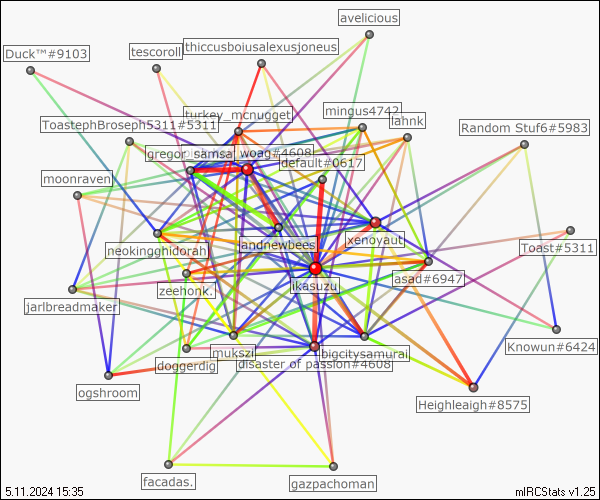 avelicious
Duck™#9103
tescoroll
thiccusboiusalexusjoneus
turkey_mcnugget
mingus4742
lahnk
ToastephBroseph5311#5311
Random Stuf6#5983
gregor_samsa
woag#4608
default#0617
moonraven
landnewbees
xenoyaut
neokingghidorah
Toast#5311
ikasuzu
asad#6947
zeehonk.
jarlbreadmaker
Knowun#6424
mukszi
bigcitysamurai
doggerdig
disaster of passion#4608
ogshroom
Heighleaigh#8575
facadas.
gazpachoman
5.11.2024 15:35
mIRCStats v1.25